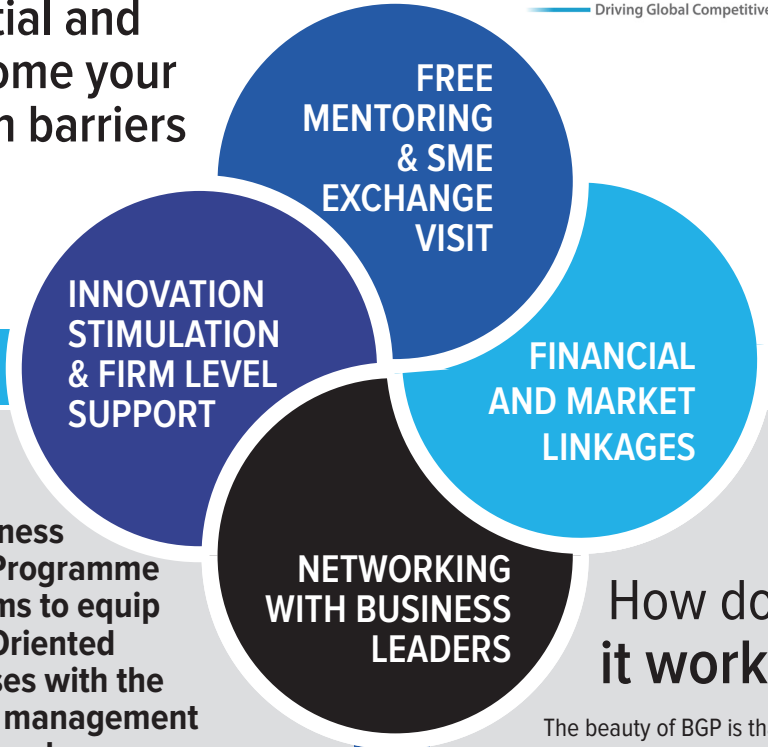 Driving Global Competitive
tial and
ome your
n barriers
FREE
MENTORING
& SME
EXCHANGE
VISIT
INNOVATION
STIMULATION
& FIRM LEVEL
SUPPORT
FINANCIAL
AND MARKET
LINKAGES
NETWORKING
WITH BUSINESS
LEADERS
ness
Programme
ms to equip
Oriented
ses with the
management
How do
it work
The beauty of BGP is th